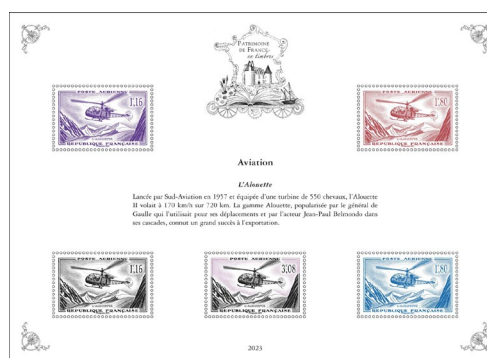 PATRIMOINE
DE FRANCE
en timbres
POSTE AERIENNE
1,16
REPUBLIQUE FRANÇAISE
POSTE AERIENNE
1,80
REPUBLIQUE FRANÇAISE
Aviation
L'Alouette
Lancée par Sud-Aviation en 1957 et équipée d'une turbine de 550 chevaux, l'Alouette
II volait à 170 km/h sur 720 km. La gamme Alouette, popularisée par le général de
Gaulle qui l'utilisait pour ses déplacements et par l'acteur Jean-Paul Belmondo dans
ses cascades, connut un grand succès à l'exportation.
POSTE AERIENNE
1,16
REPUBLIQUE FRANÇAISE
POSTE AERIENNE
3,08
REPUBLIQUE FRANÇAISE
POSTE AERIENNE
1,80
REPUBLIQUE FRANÇAISE
2023